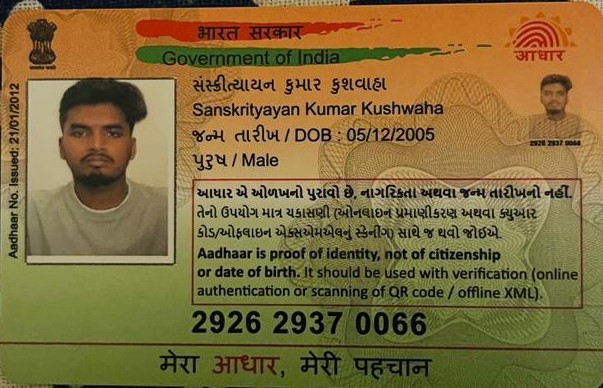 भारत सरकार
Government of India
आधार
સંસ્ક્રીત્યાયન કુમાર કુશવાહા
Sanskrityayan Kumar Kushwaha
જન્મ તારીખ / DOB : 05/12/2005
પુરુષ / Male
2926 2937 0066
Aadhaar No. Issued: 21/01/2012
આધાર એ ઓળખનો પુરાવો છે, નાગરિકતા અથવા જન્મ તારીખનો નહીં.
તેનો ઉપયોગ માત્ર ચકાસણી (ઓનલાઇન પ્રમાણીકરણ અથવા ક્યુઆર
કોડ/ઓફલાઇન એક્સએમએલનું સ્કેનીંગ) સાથે જ થવો જોઈએ.
Aadhaar is proof of identity, not of citizenship
or date of birth. It should be used with verification (online
authentication or scanning of QR code / offline XML).
2926 2937 0066
મેરા આધાર, મેરી પહચાન